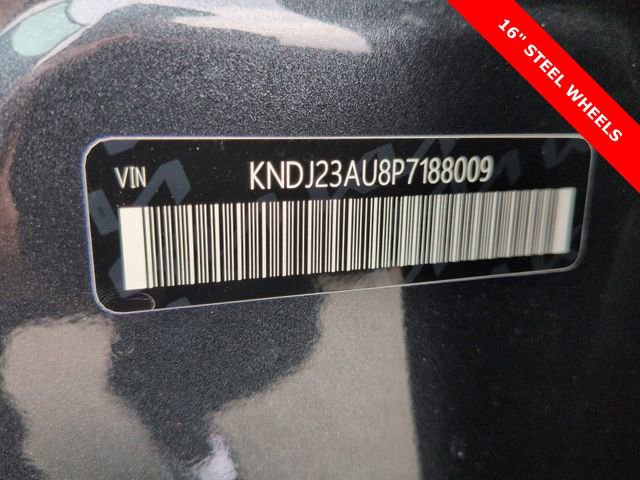 16" STEEL WHEELS
VIN KNDJ23AU8P7188009